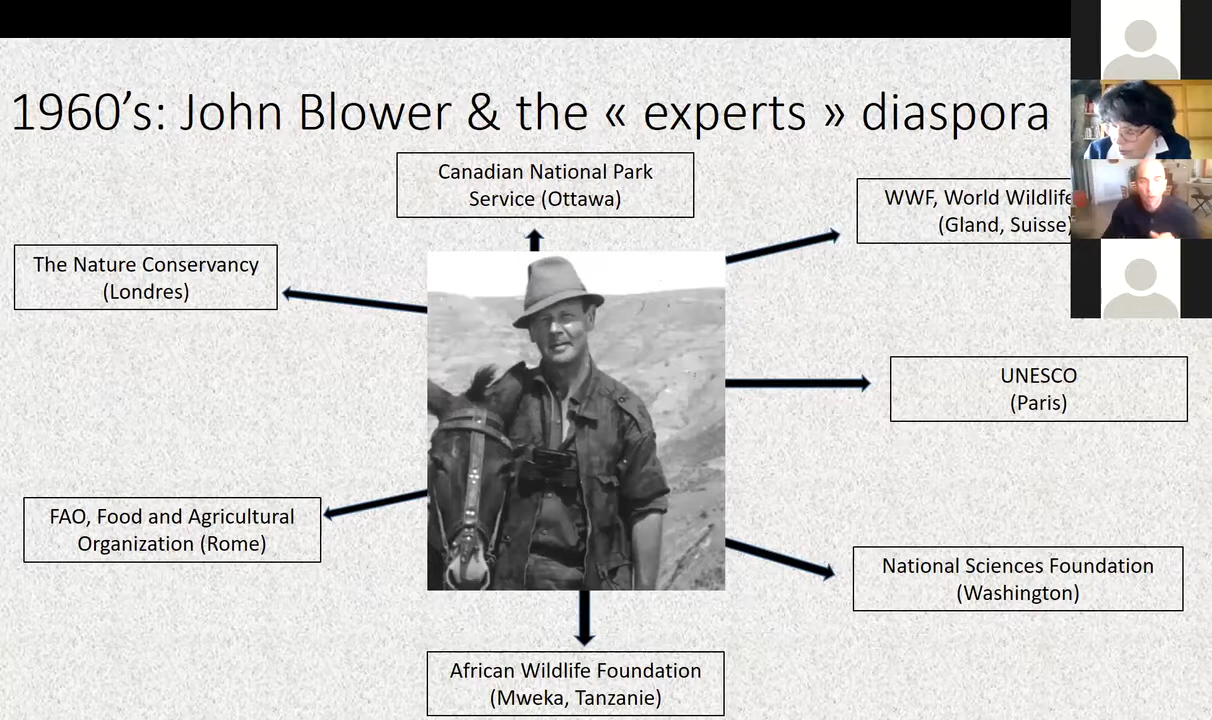 1960's: John Blower & the « experts » diaspora
Canadian National Park
Service (Ottawa)
WWF, World Wildlife
(Gland, Suisse)
The Nature Conservancy
(Londres)
UNESCO
(Paris)
FAO, Food and Agricultural
Organization (Rome)
National Sciences Foundation
(Washington)
African Wildlife Foundation
(Mweka, Tanzanie)